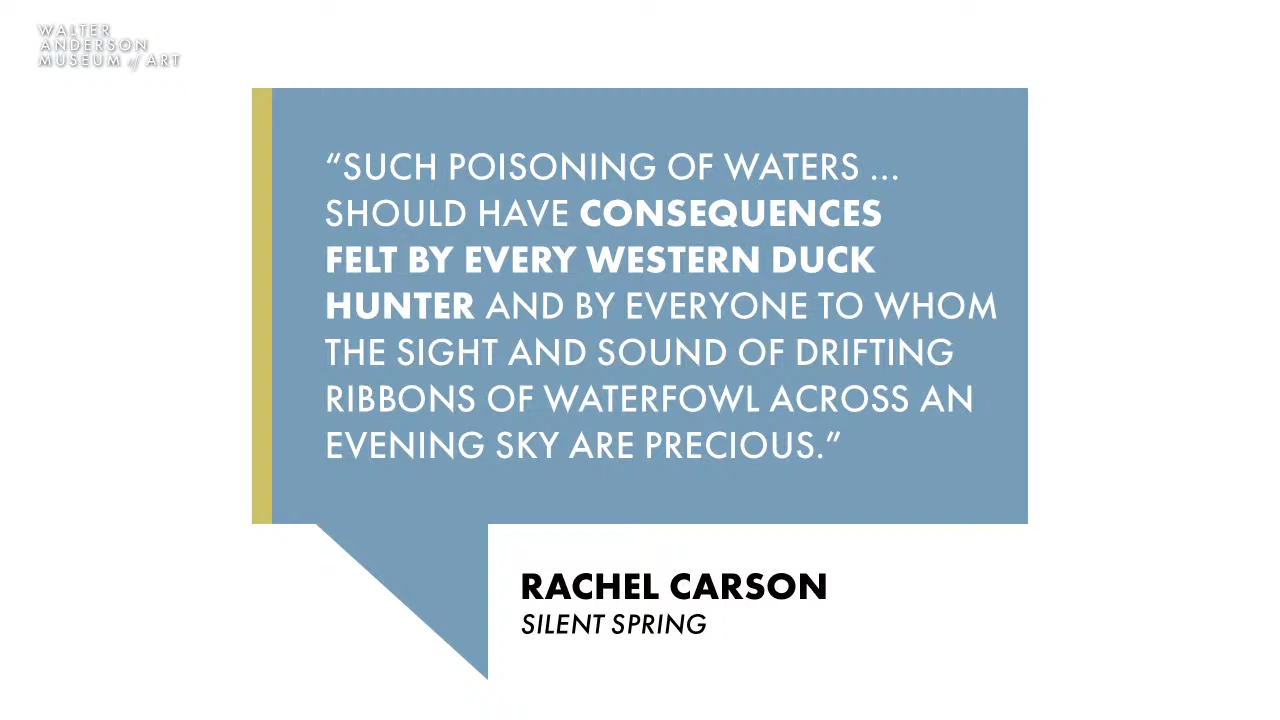 WALTER
ANDERSON
MUSEUM of ART
“SUCH POISONING OF WATERS ...
SHOULD HAVE CONSEQUENCES
FELT BY EVERY WESTERN DUCK
HUNTER AND BY EVERYONE TO WHOM
THE SIGHT AND SOUND OF DRIFTING
RIBBONS OF WATERFOWL ACROSS AN
EVENING SKY ARE PRECIOUS.”
RACHEL CARSON
SILENT SPRING